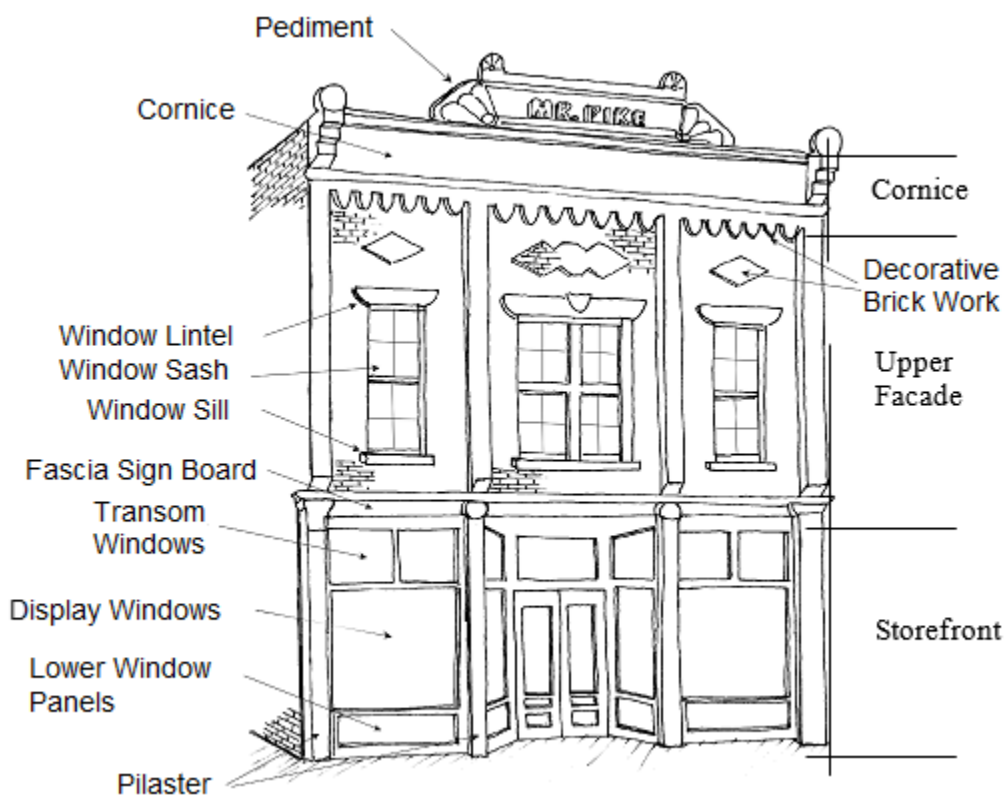 Pediment
MR. PIKE
Cornice
Cornice
Decorative
Brick Work
Window Lintel
Window Sash
Window Sill
Upper
Facade
Fascia Sign Board
Transom
Windows
Display Windows
Storefront
Lower Window
Panels
Pilaster